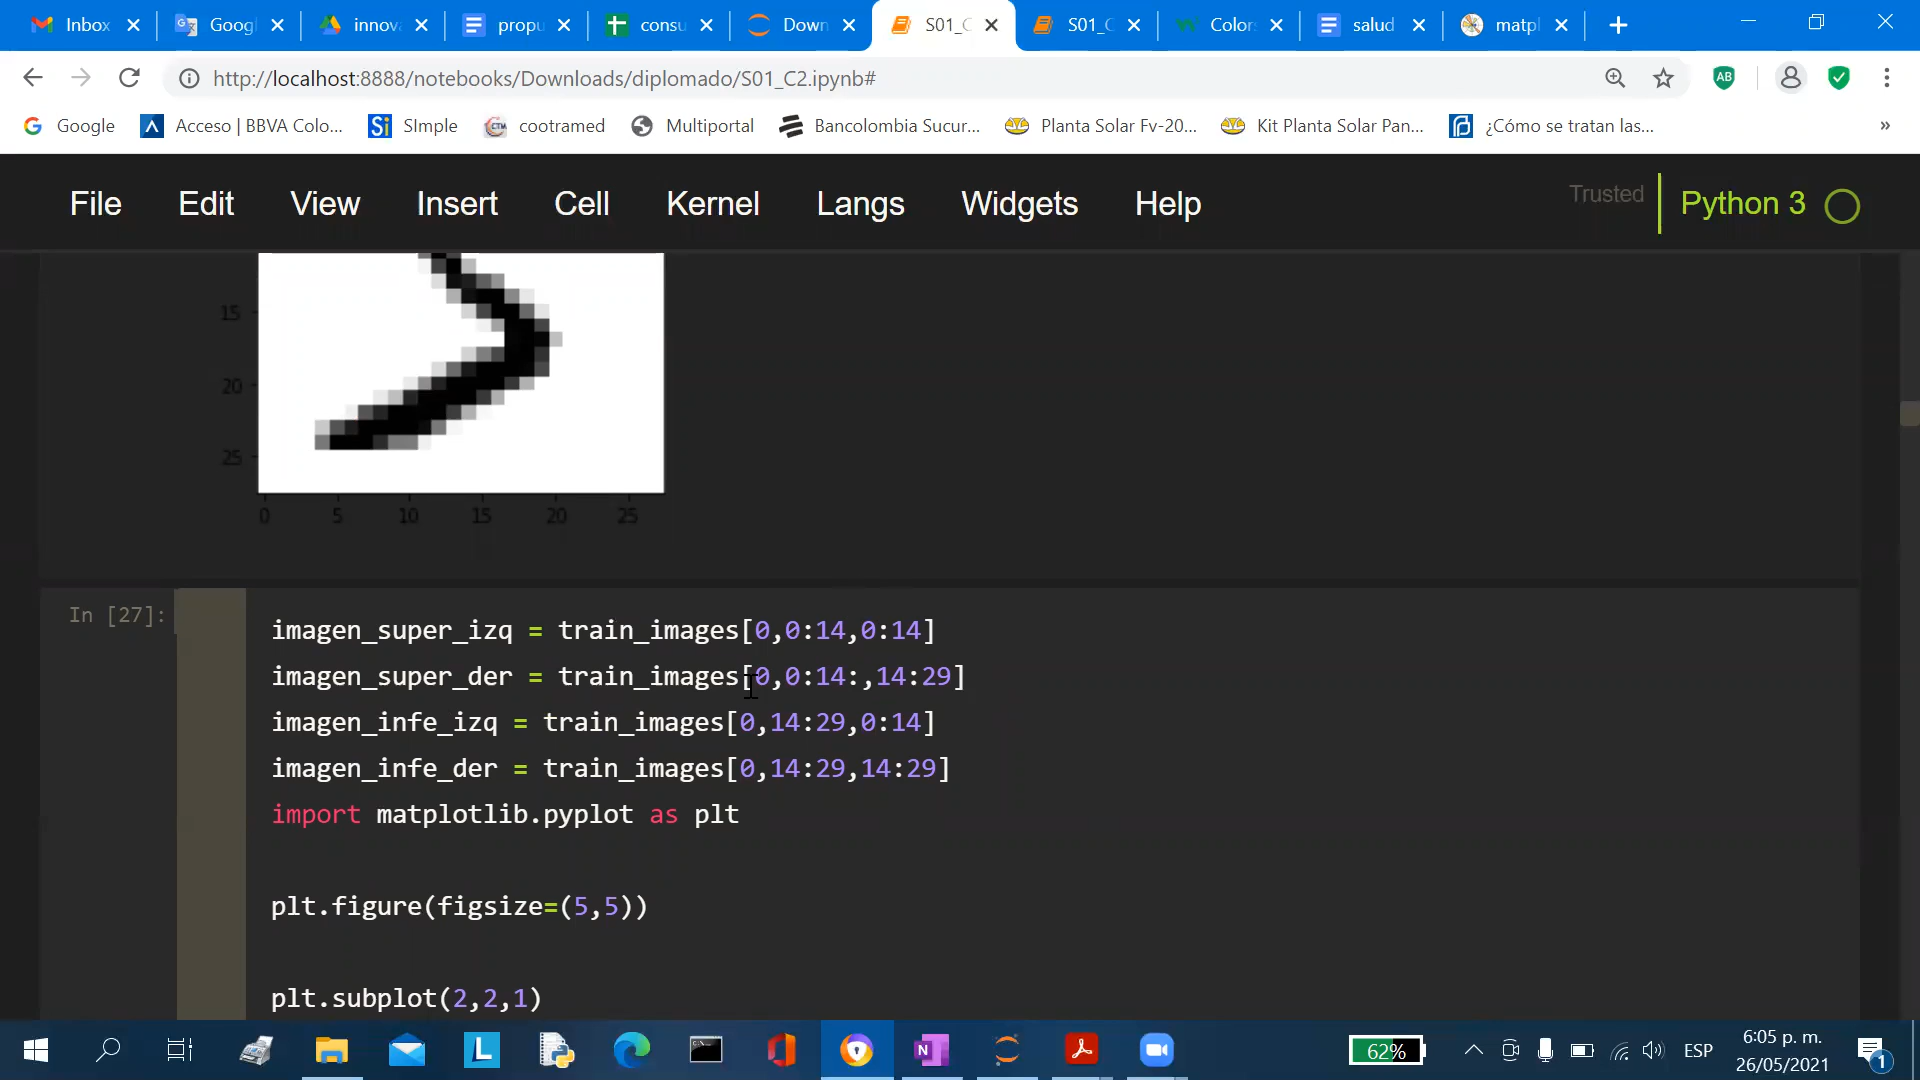 Inbox
Googl
innova
propu
consu
Down
S01_C
S01_C
Color
salud
matpl
http://localhost:8888/notebooks/Downloads/diplomado/S01_C2.ipynb#
AB
Google
Acceso | BBVA Colo...
Si SImple
CTM cootramed
Multiportal
Bancolombia Sucur...
Planta Solar Fv-20...
Kit Planta Solar Pan...
¿Cómo se tratan las...
»
File Edit View Insert Cell Kernel Langs Widgets Help
Trusted
Python 3
15
20
25
0 5 10 15 20 25
In [27]:
imagen_super_izq = train_images[0,0:14,0:14]
imagen_super_der = train_images[0,0:14:,14:29]
imagen_infe_izq = train_images[0,14:29,0:14]
imagen_infe_der = train_images[0,14:29,14:29]
import matplotlib.pyplot as plt
plt.figure(figsize=(5,5))
plt.subplot(2,2,1)
L
N
62%
ESP
6:05 p. m.
26/05/2021
1